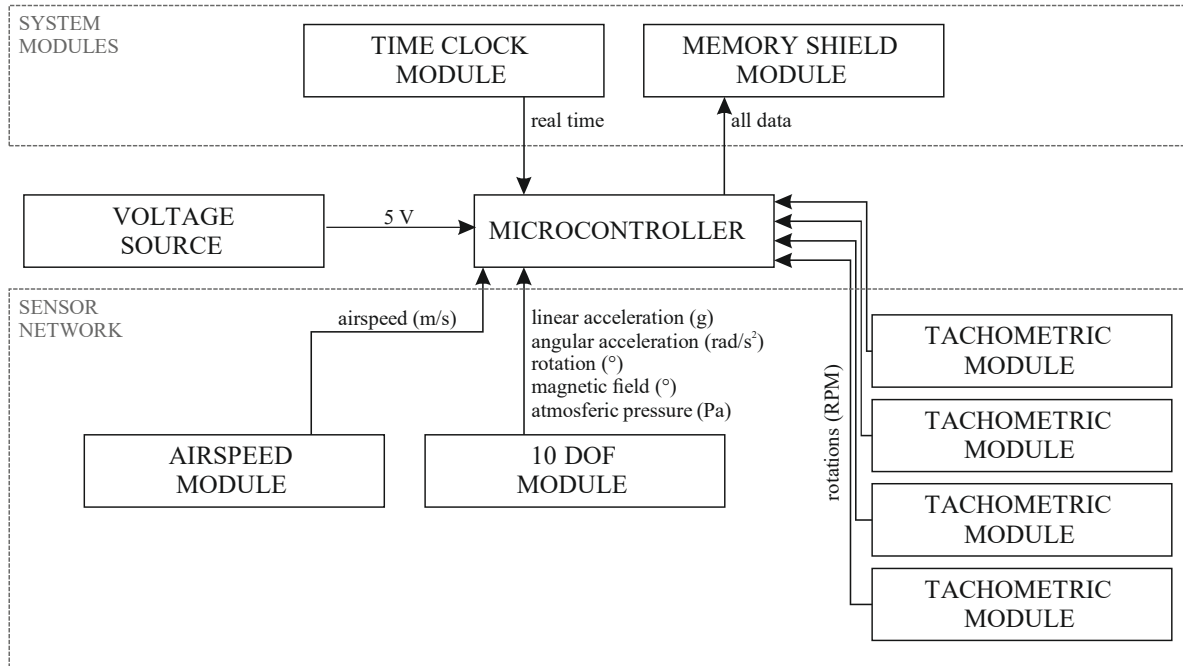 SYSTEM
MODULES
TIME CLOCK
MODULE
MEMORY SHIELD
MODULE
real time
all data
VOLTAGE
SOURCE
5 V
MICROCONTROLLER
SENSOR
NETWORK
airspeed (m/s)
linear acceleration (g)
angular acceleration (rad/s²)
rotation (°)
magnetic field (°)
atmosferic pressure (Pa)
AIRSPEED
MODULE
10 DOF
MODULE
rotations (RPM)
TACHOMETRIC
MODULE
TACHOMETRIC
MODULE
TACHOMETRIC
MODULE
TACHOMETRIC
MODULE